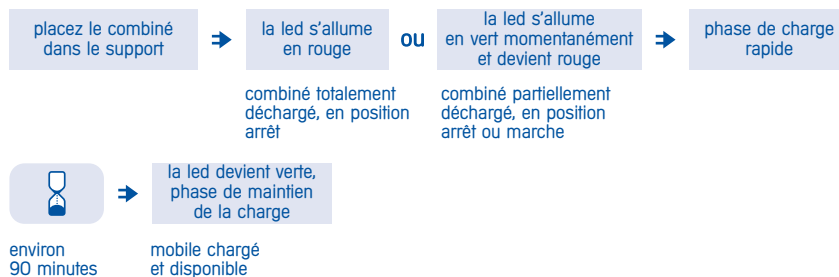 placez le combiné
dans le support
la led s'allume
en rouge
ou
la led s'allume
en vert momentanément
et devient rouge
phase de charge
rapide
combiné totalement
déchargé, en position
arrêt
combiné partiellement
déchargé, en position
arrêt ou marche
la led devient verte,
phase de maintien
de la charge
environ
90 minutes
mobile chargé
et disponible